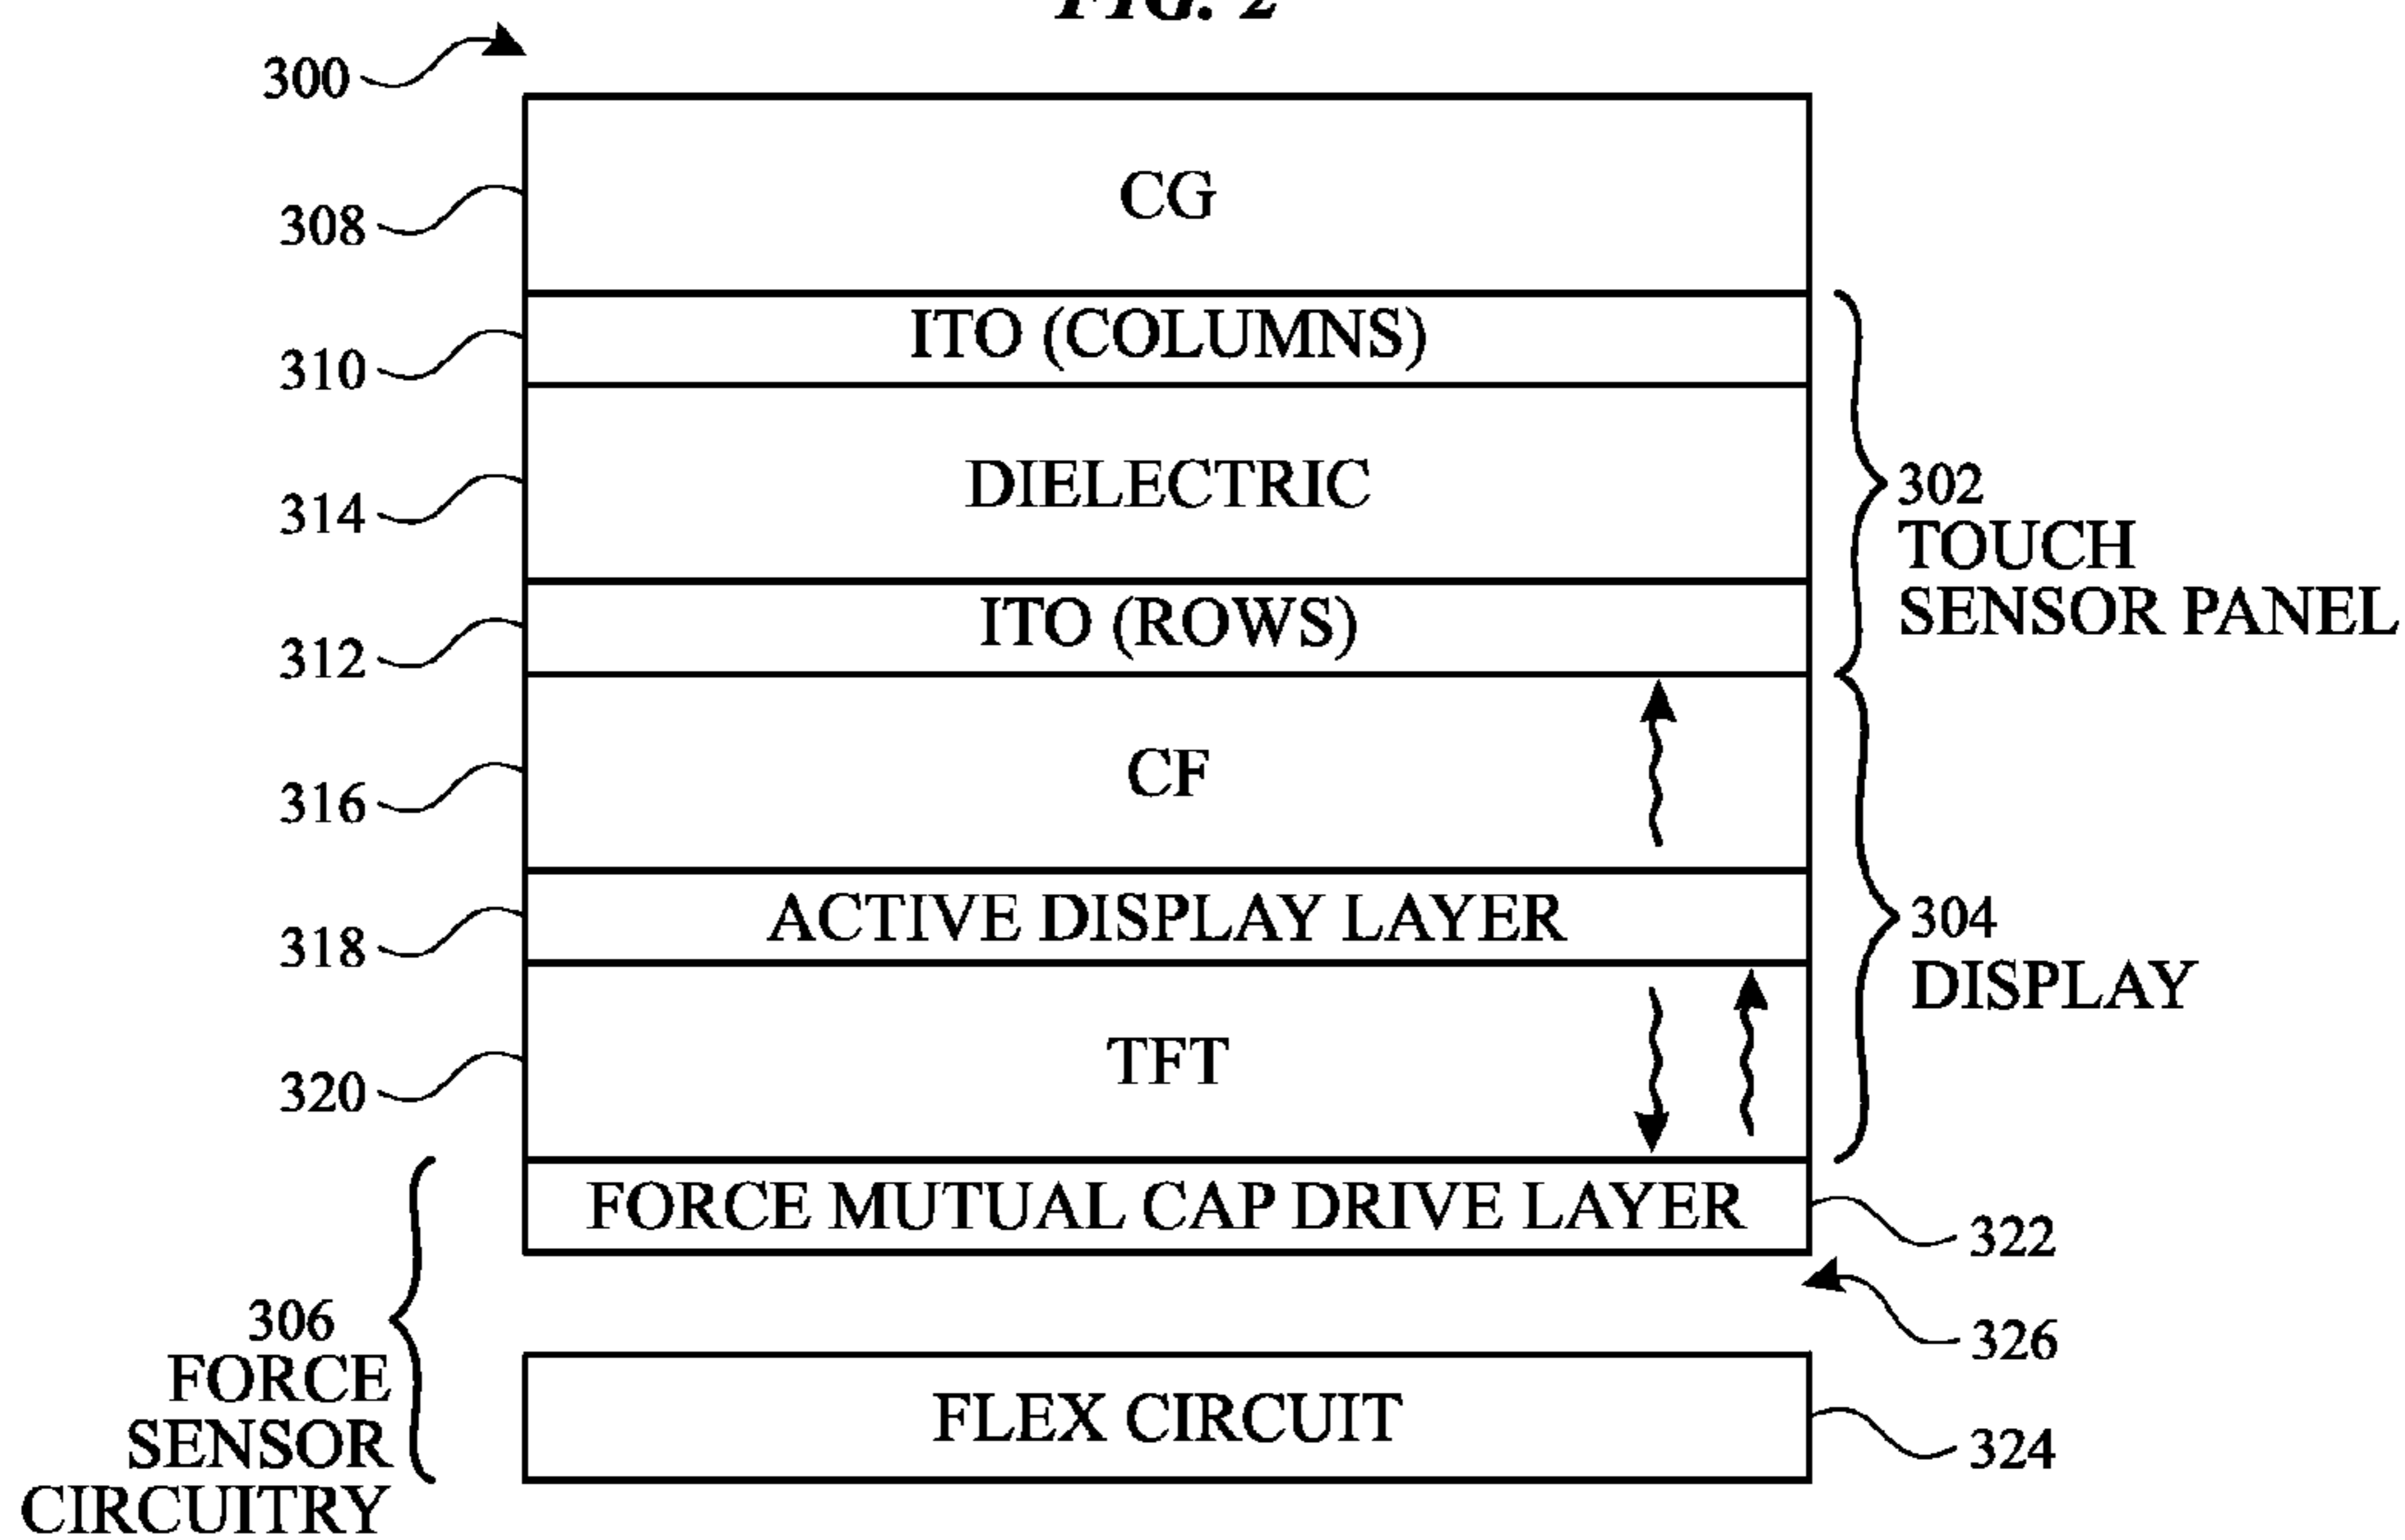 FIG. 2
300
308
CG
310
ITO (COLUMNS)
314
DIELECTRIC
302
TOUCH
SENSOR PANEL
312
ITO (ROWS)
316
CF
318
ACTIVE DISPLAY LAYER
304
DISPLAY
320
TFT
FORCE MUTUAL CAP DRIVE LAYER
322
306
FORCE
SENSOR
CIRCUITRY
326
FLEX CIRCUIT
324